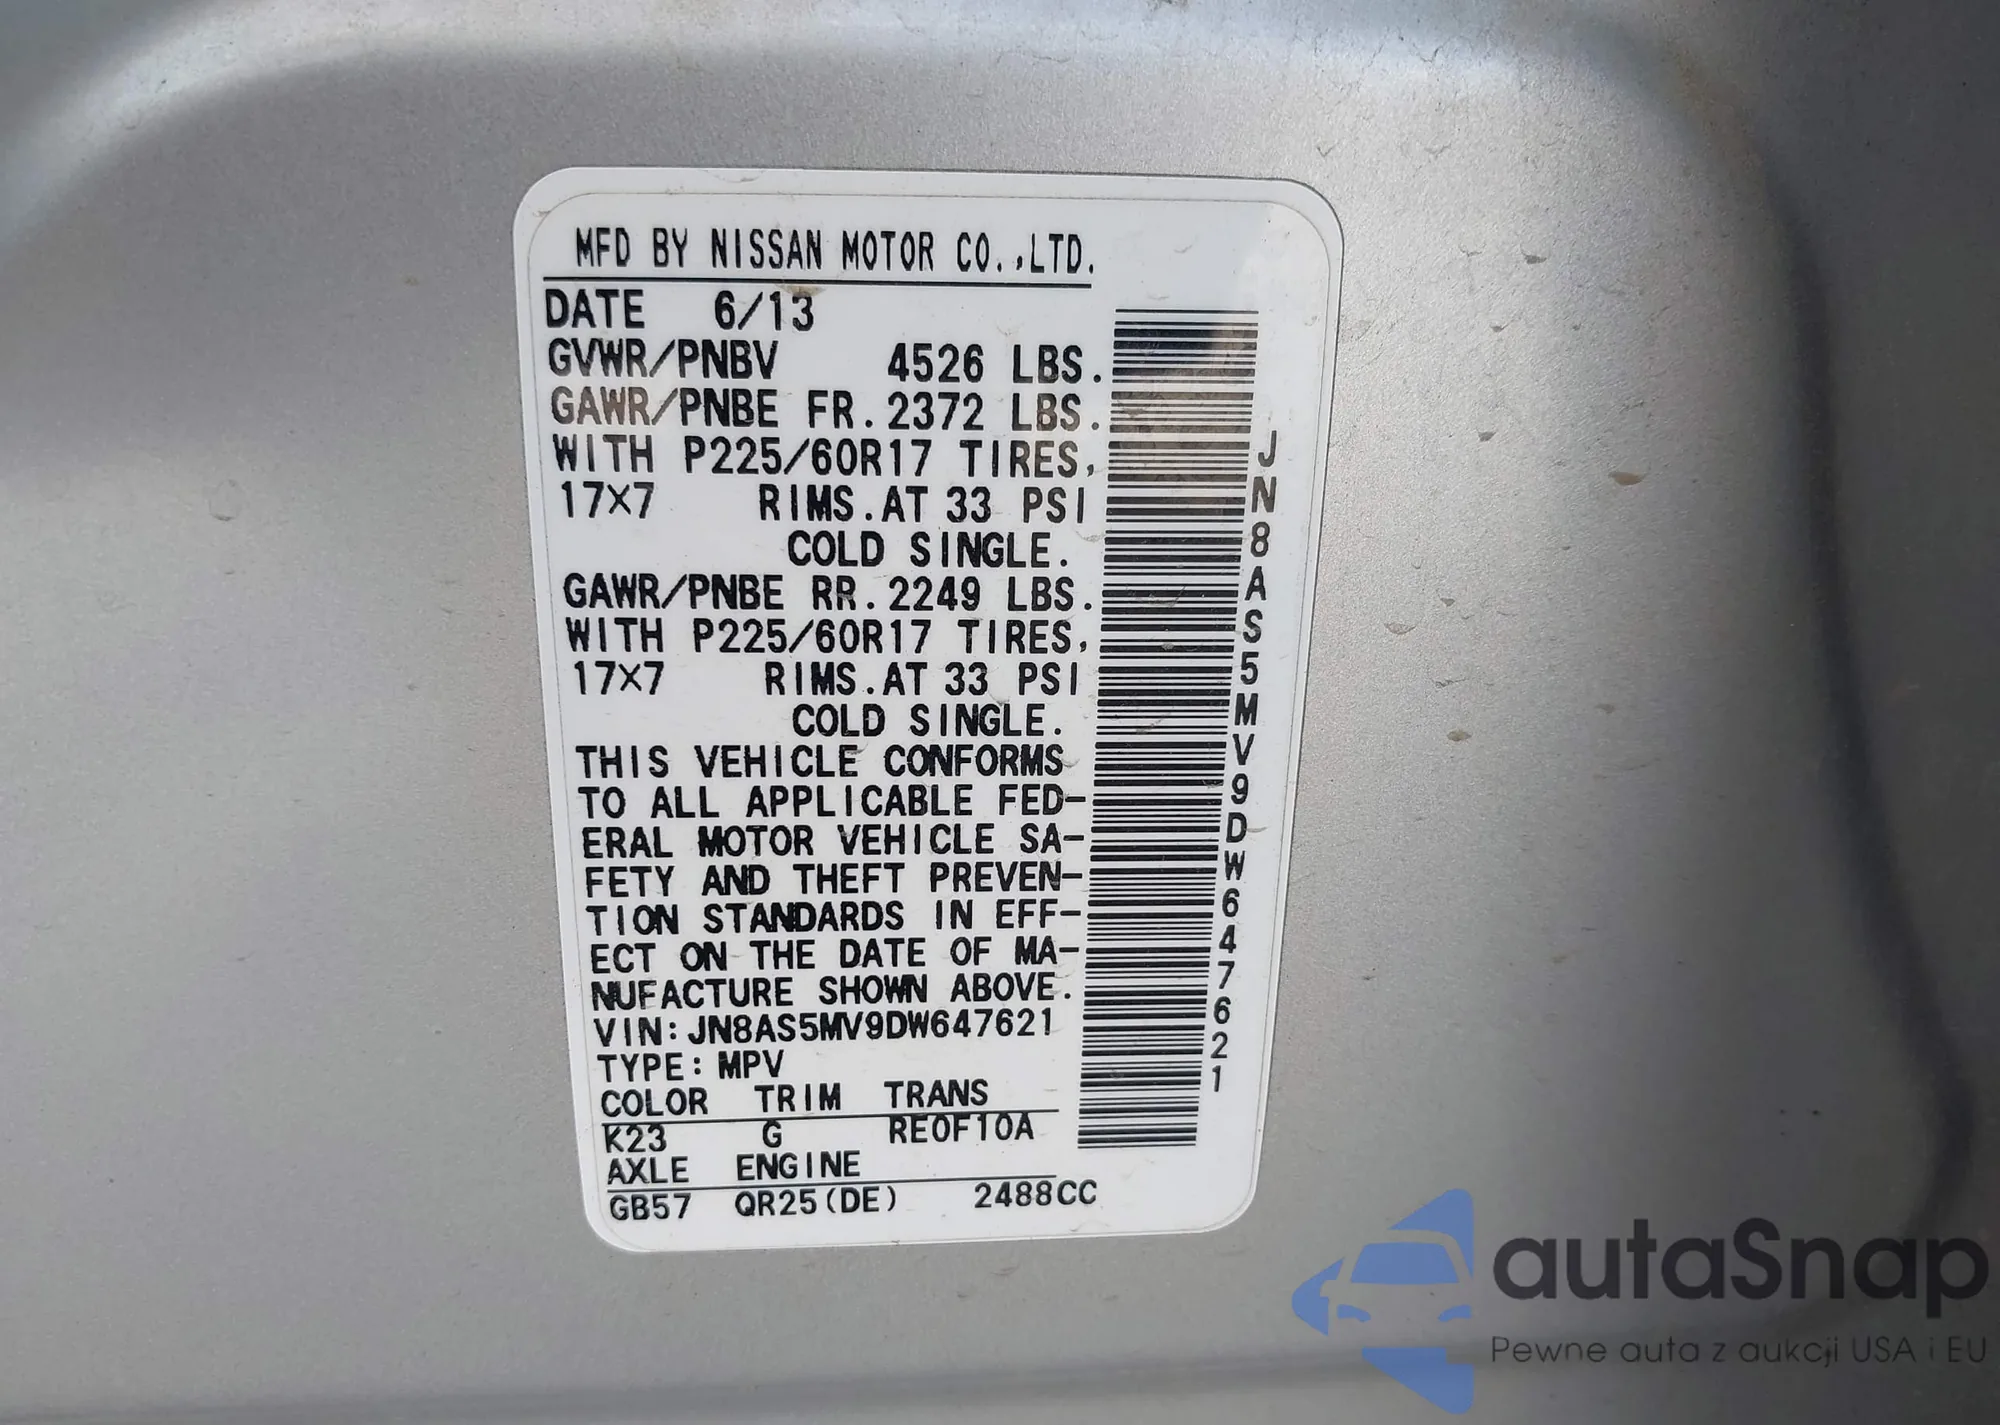 MFD BY NISSAN MOTOR CO.,LTD.
DATE 6/13
GVWR/PNBV 4526 LBS.
GAWR/PNBE FR.2372 LBS.
WITH P225/60R17 TIRES,
17X7 RIMS.AT 33 PSI
COLD SINGLE.
GAWR/PNBE RR.2249 LBS.
WITH P225/60R17 TIRES,
17X7 RIMS.AT 33 PSI
COLD SINGLE.
THIS VEHICLE CONFORMS
TO ALL APPLICABLE FED-
ERAL MOTOR VEHICLE SA-
FETY AND THEFT PREVEN-
TION STANDARDS IN EFF-
ECT ON THE DATE OF MA-
NUFACTURE SHOWN ABOVE.
VIN:JN8AS5MV9DW647621
TYPE:MPV
COLOR TRIM TRANS
K23 G RE0F10A
AXLE ENGINE
GB57 QR25(DE) 2488CC
JN8AS5MV9DW647621
autaSnap
Pewne auta z aukcji USA i EU